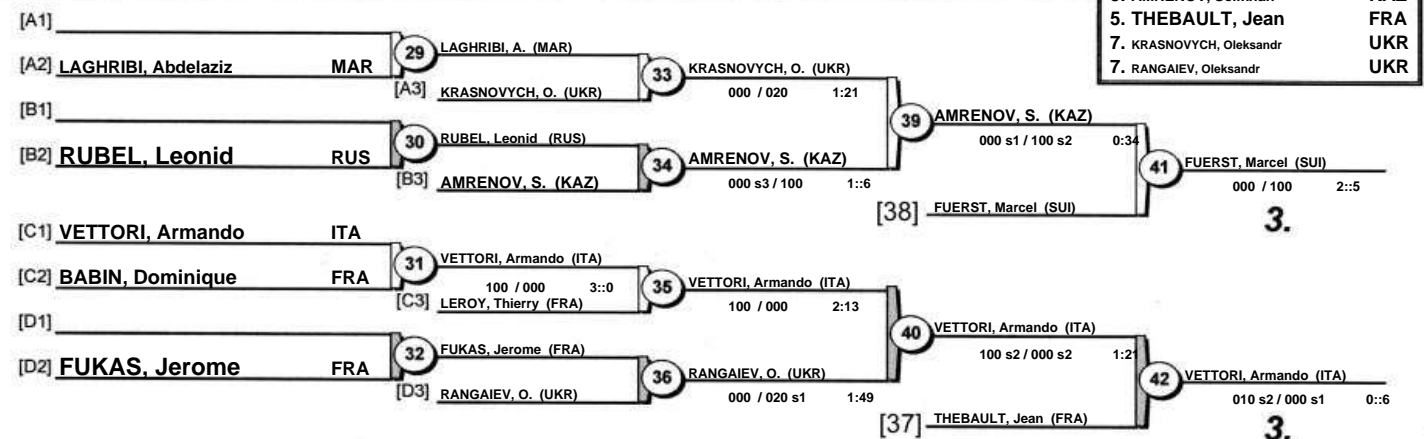 5. AMRENOV, Seilkhan KAZ
5. THEBAULT, Jean FRA
7. KRASNOVYCH, Oleksandr UKR
7. RANGAIEV, Oleksandr UKR
[A1]
[A2] LAGHRIBI, Abdelaziz MAR
29
LAGHRIBI, A. (MAR)
[A3]
KRASNOVYCH, O. (UKR)
33
KRASNOVYCH, O. (UKR)
000 / 020 1:21
[B1]
[B2] RUBEL, Leonid RUS
30
RUBEL, Leonid (RUS)
[B3] AMRENOV, S. (KAZ)
34
AMRENOV, S. (KAZ)
000 s3 / 100 1::6
39
AMRENOV, S. (KAZ)
000 s1 / 100 s2 0:34
[38] FUERST, Marcel (SUI)
41
FUERST, Marcel (SUI)
000 / 100 2::5
3.
[C1] VETTORI, Armando ITA
[C2] BABIN, Dominique FRA
31
VETTORI, Armando (ITA)
100 / 000 3::0
[C3] LEROY, Thierry (FRA)
35
VETTORI, Armando (ITA)
100 / 000 2:13
[D1]
[D2] FUKAS, Jerome FRA
32
FUKAS, Jerome (FRA)
[D3] RANGAIEV, O. (UKR)
36
RANGAIEV, O. (UKR)
000 / 020 s1 1:49
40
VETTORI, Armando (ITA)
100 s2 / 000 s2 1:21
[37] THEBAULT, Jean (FRA)
42
VETTORI, Armando (ITA)
010 s2 / 000 s1 0::6
3.